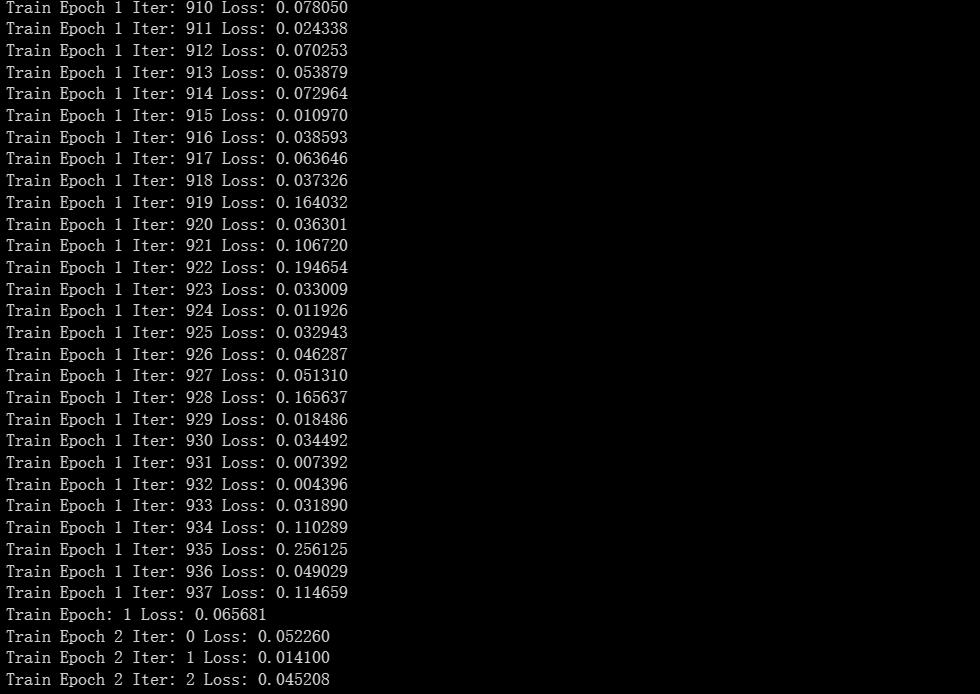 Train Epoch 1 Iter: 910 Loss: 0.078050
Train Epoch 1 Iter: 911 Loss: 0.024338
Train Epoch 1 Iter: 912 Loss: 0.070253
Train Epoch 1 Iter: 913 Loss: 0.053879
Train Epoch 1 Iter: 914 Loss: 0.072964
Train Epoch 1 Iter: 915 Loss: 0.010970
Train Epoch 1 Iter: 916 Loss: 0.038593
Train Epoch 1 Iter: 917 Loss: 0.063646
Train Epoch 1 Iter: 918 Loss: 0.037326
Train Epoch 1 Iter: 919 Loss: 0.164032
Train Epoch 1 Iter: 920 Loss: 0.036301
Train Epoch 1 Iter: 921 Loss: 0.106720
Train Epoch 1 Iter: 922 Loss: 0.194654
Train Epoch 1 Iter: 923 Loss: 0.033009
Train Epoch 1 Iter: 924 Loss: 0.011926
Train Epoch 1 Iter: 925 Loss: 0.032943
Train Epoch 1 Iter: 926 Loss: 0.046287
Train Epoch 1 Iter: 927 Loss: 0.051310
Train Epoch 1 Iter: 928 Loss: 0.165637
Train Epoch 1 Iter: 929 Loss: 0.018486
Train Epoch 1 Iter: 930 Loss: 0.034492
Train Epoch 1 Iter: 931 Loss: 0.007392
Train Epoch 1 Iter: 932 Loss: 0.004396
Train Epoch 1 Iter: 933 Loss: 0.031890
Train Epoch 1 Iter: 934 Loss: 0.110289
Train Epoch 1 Iter: 935 Loss: 0.256125
Train Epoch 1 Iter: 936 Loss: 0.049029
Train Epoch 1 Iter: 937 Loss: 0.114659
Train Epoch: 1 Loss: 0.065681
Train Epoch 2 Iter: 0 Loss: 0.052260
Train Epoch 2 Iter: 1 Loss: 0.014100
Train Epoch 2 Iter: 2 Loss: 0.045208